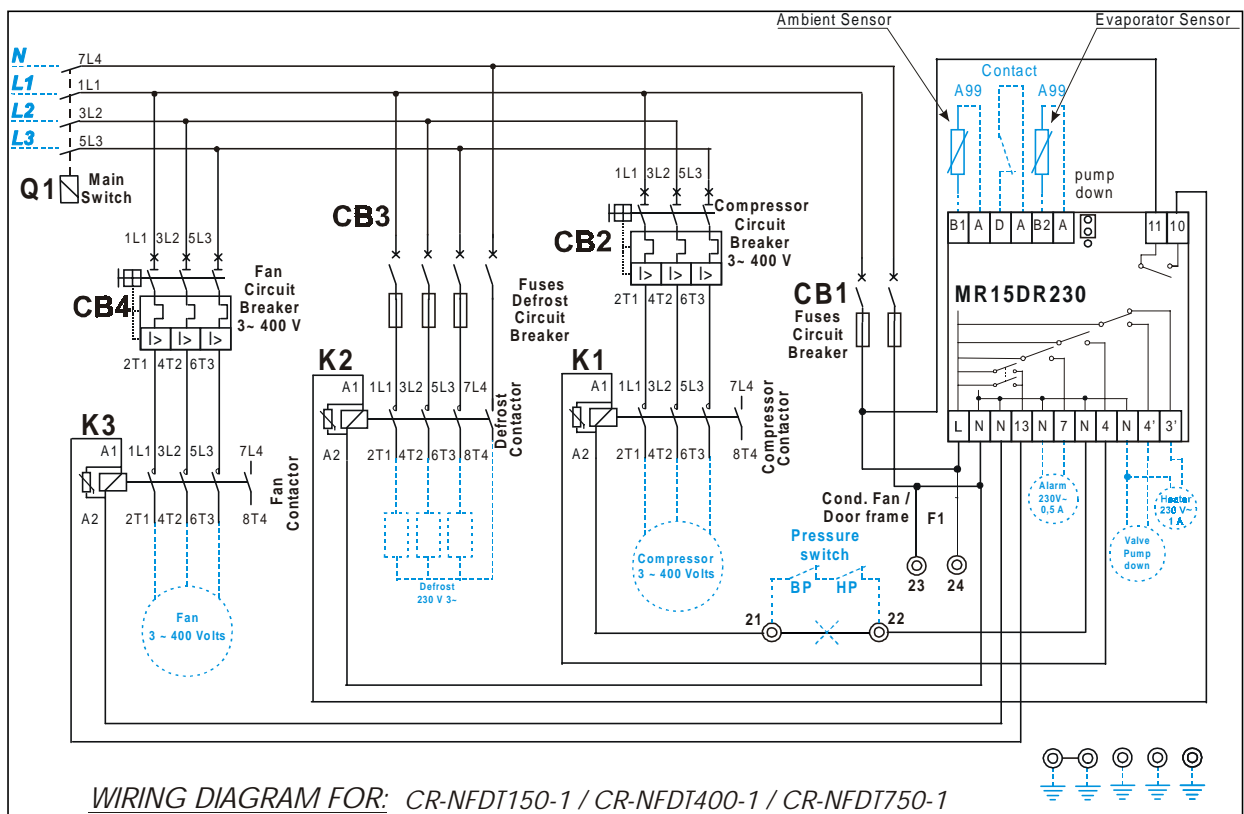 Ambient Sensor
Evaporator Sensor
N
7L4
L1
1L1
L2
3L2
L3
5L3
Q1
Main
Switch
Contact
A99
A99
pump
down
B1 A D A B2 A
11 10
MR15DR230
L N N 13 N 7 N 4 N 4' 3'
CB4
1L1 3L2 5L3
Fan
Circuit
Breaker
3~ 400 V
I> I> I>
2T1 4T2 6T3
CB3
Fuses
Defrost
Circuit
Breaker
CB2
1L1 3L2 5L3
Compressor
Circuit
Breaker
3~ 400 V
I> I> I>
2T1 4T2 6T3
CB1
Fuses
Circuit
Breaker
K3
A1 1L1 3L2 5L3 7L4
A2 2T1 4T2 6T3 8T4
Fan
Contactor
K2
A1 1L1 3L2 5L3 7L4
A2 2T1 4T2 6T3 8T4
Defrost
Contactor
K1
A1 1L1 3L2 5L3 7L4
A2 2T1 4T2 6T3 8T4
Compressor
Contactor
Fan
3 ~ 400 Volts
Defrost
230 V 3~
Compressor
3 ~ 400 Volts
Cond. Fan /
Door frame
F1
Pressure
switch
BP HP
21
22
23
24
Alarm
230V~
0,5 A
Valve
Pump
down
Heater
230 V~
1 A
WIRING DIAGRAM FOR: CR-NFDT150-1 / CR-NFDT400-1 / CR-NFDT750-1